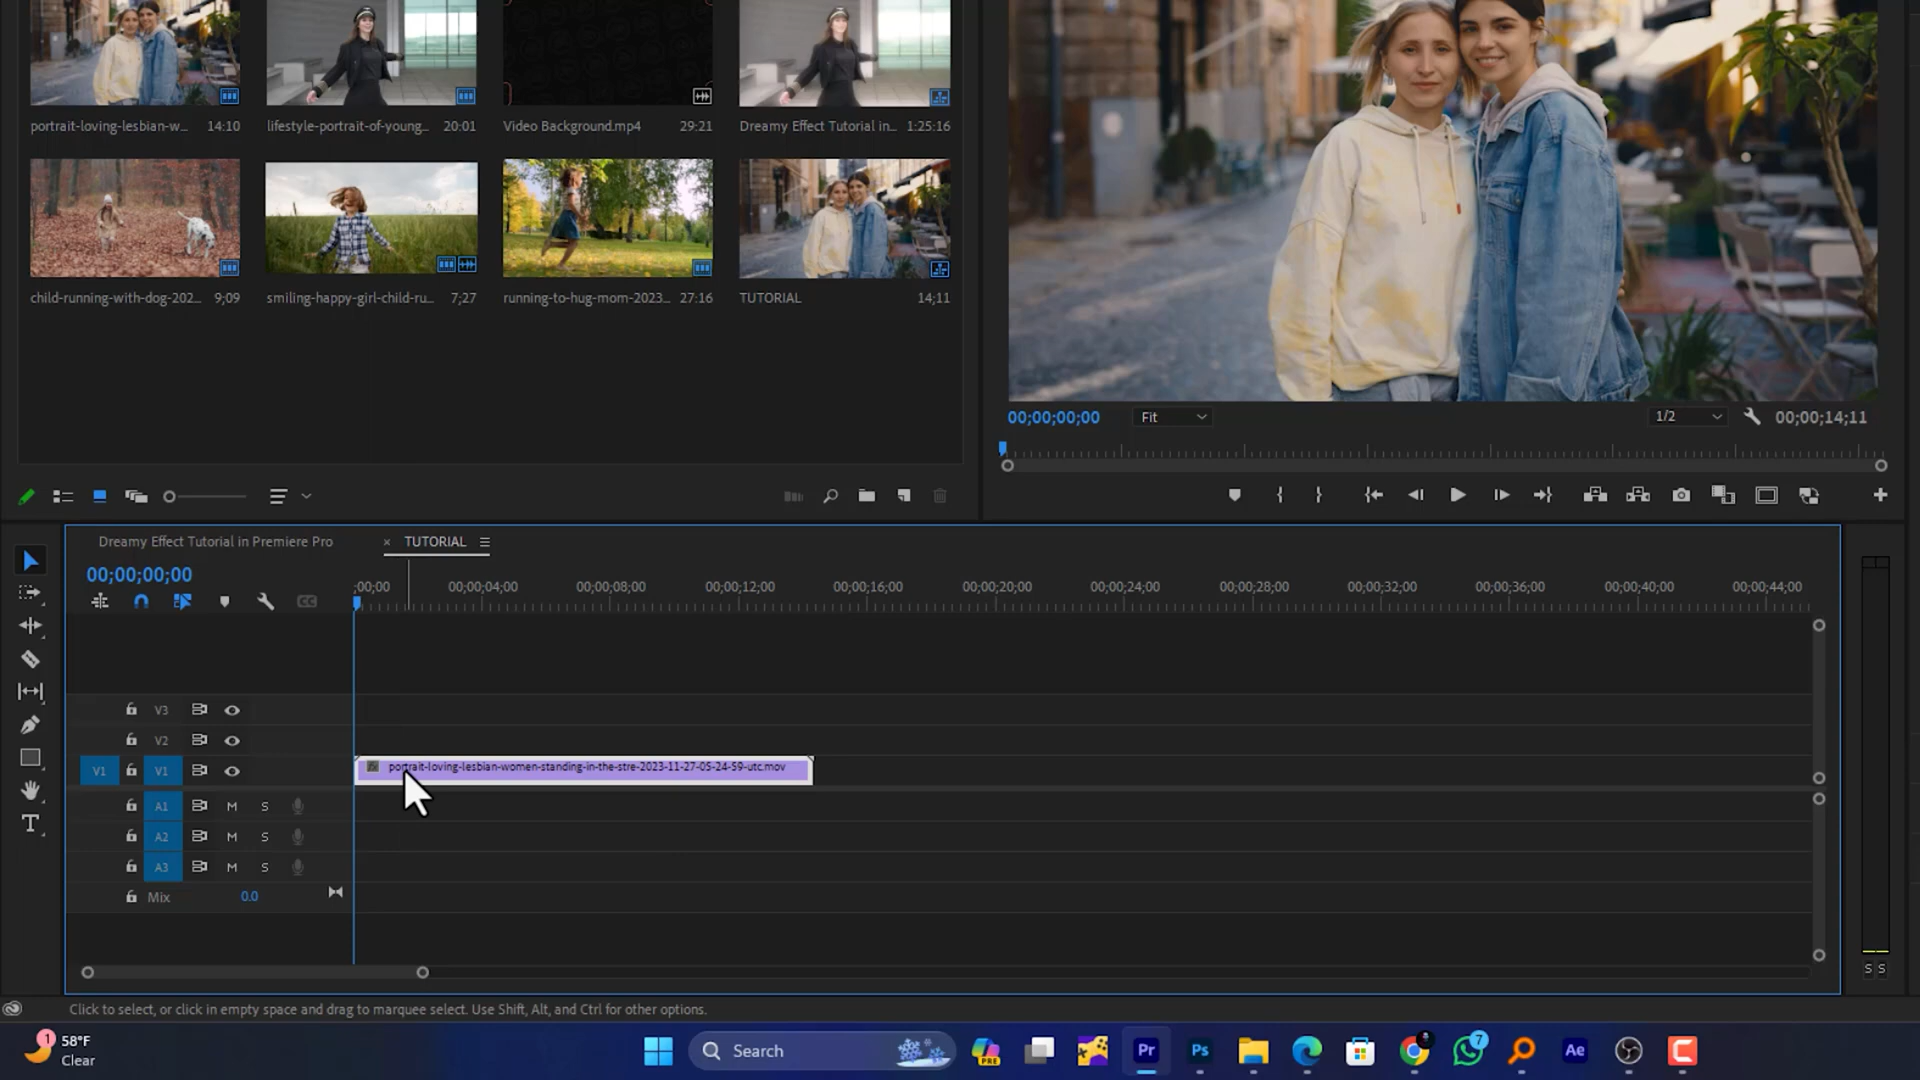 portrait-loving-lesbian-w... 14:10
lifestyle-portrait-of-young... 20:01
Video Background.mp4 29:21
Dreamy Effect Tutorial in... 1:25:16
child-running-with-dog-202... 9;09
smiling-happy-girl-child-ru... 7;27
running-to-hug-mom-2023... 27:16
TUTORIAL 14;11
00;00;00;00
Fit
1/2
00;00;14;11
Dreamy Effect Tutorial in Premiere Pro
× TUTORIAL
00;00;00;00
;00;00
00;00;04;00
00;00;08;00
00;00;12;00
00;00;16;00
00;00;20;00
00;00;24;00
00;00;28;00
00;00;32;00
00;00;36;00
00;00;40;00
00;00;44;00
CC
V3
V2
V1 V1
portrait-loving-lesbian-women-standing-in-the-stre-2023-11-27-05-24-59-utc.mov
fx
A1 M S
A2 M S
A3 M S
Mix 0.0
S S
T
Click to select, or click in empty space and drag to marquee select. Use Shift, Alt, and Ctrl for other options.
1
58°F
Clear
Search
PRE
Pr
Ps
7
Ae